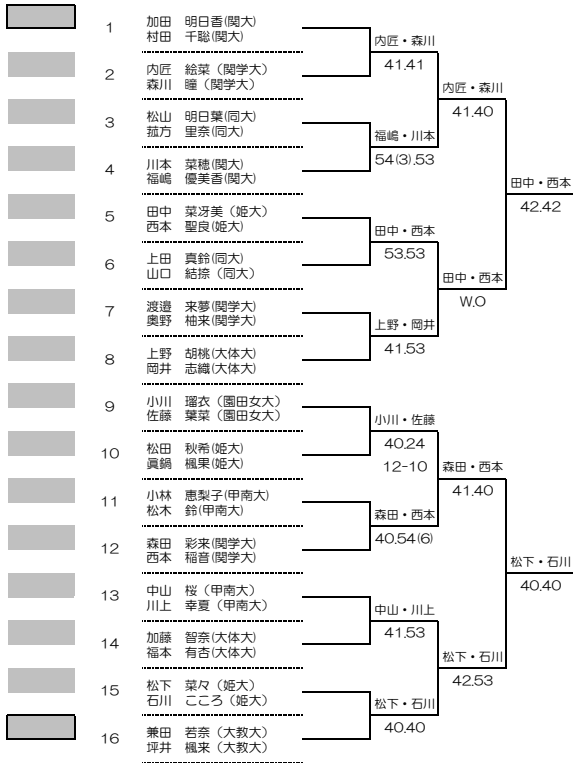 1 加田 明日香(関大)
村田 千聡(関大)
2 内匠 絵菜（関学大）
森川 瞳（関学大）
3 松山 明日葉(同大)
菰方 里奈(同大)
4 川本 菜穂(関大)
福嶋 優美香(関大)
5 田中 菜冴美（姫大）
西本 聖良(姫大)
6 上田 真鈴(同大)
山口 結捺（同大）
7 渡邉 来夢(関学大)
奥野 柚来(関学大)
8 上野 胡桃(大体大)
岡井 志織(大体大)
9 小川 瑠衣（園田女大）
佐藤 葉菜（園田女大）
10 松田 秋希(姫大)
眞鍋 楓果(姫大)
11 小林 恵梨子(甲南大)
松木 鈴(甲南大)
12 森田 彩来(関学大)
西本 稲音(関学大)
13 中山 桜（甲南大）
川上 幸夏（甲南大）
14 加藤 智奈(大体大)
福本 有杏(大体大)
15 松下 菜々（姫大）
石川 こころ（姫大）
16 兼田 若奈（大教大）
坪井 楓来（大教大）
内匠・森川
41.41
福嶋・川本
54(3).53
田中・西本
53.53
上野・岡井
41.53
小川・佐藤
40.24
12-10
森田・西本
40.54(6)
中山・川上
41.53
松下・石川
40.40
内匠・森川
41.40
田中・西本
W.O
森田・西本
41.40
松下・石川
42.53
田中・西本
42.42
松下・石川
40.40